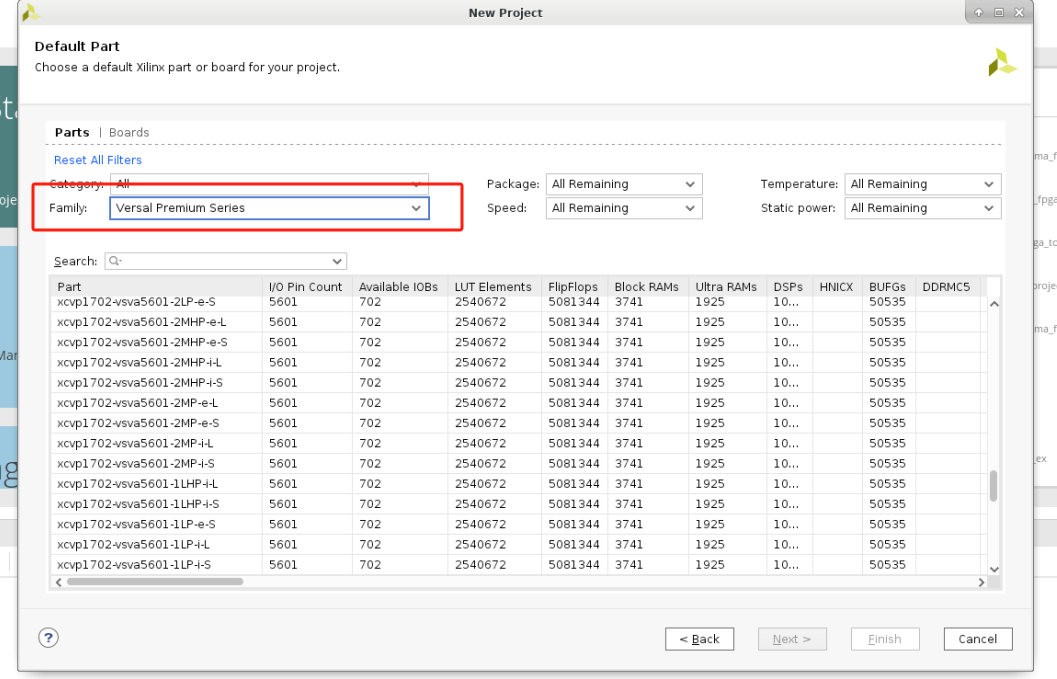 New Project
Default Part
Choose a default Xilinx part or board for your project.
Parts | Boards
Reset All Filters
Category: All Package: All Remaining Temperature: All Remaining
Family: Versal Premium Series Speed: All Remaining Static power: All Remaining
Search:
Part I/O Pin Count Available IOBs LUT Elements FlipFlops Block RAMs Ultra RAMs DSPs HNICX BUFGs DDRMC5
xcvp1702-vsva5601-2LP-e-S 5601 702 2540672 5081344 3741 1925 10... 50535
xcvp1702-vsva5601-2MHP-e-L 5601 702 2540672 5081344 3741 1925 10... 50535
xcvp1702-vsva5601-2MHP-e-S 5601 702 2540672 5081344 3741 1925 10... 50535
xcvp1702-vsva5601-2MHP-i-L 5601 702 2540672 5081344 3741 1925 10... 50535
xcvp1702-vsva5601-2MHP-i-S 5601 702 2540672 5081344 3741 1925 10... 50535
xcvp1702-vsva5601-2MP-e-L 5601 702 2540672 5081344 3741 1925 10... 50535
xcvp1702-vsva5601-2MP-e-S 5601 702 2540672 5081344 3741 1925 10... 50535
xcvp1702-vsva5601-2MP-i-L 5601 702 2540672 5081344 3741 1925 10... 50535
xcvp1702-vsva5601-2MP-i-S 5601 702 2540672 5081344 3741 1925 10... 50535
xcvp1702-vsva5601-1LHP-i-L 5601 702 2540672 5081344 3741 1925 10... 50535
xcvp1702-vsva5601-1LHP-i-S 5601 702 2540672 5081344 3741 1925 10... 50535
xcvp1702-vsva5601-1LP-e-S 5601 702 2540672 5081344 3741 1925 10... 50535
xcvp1702-vsva5601-1LP-i-L 5601 702 2540672 5081344 3741 1925 10... 50535
xcvp1702-vsva5601-1LP-i-S 5601 702 2540672 5081344 3741 1925 10... 50535
? < Back Next > Finish Cancel